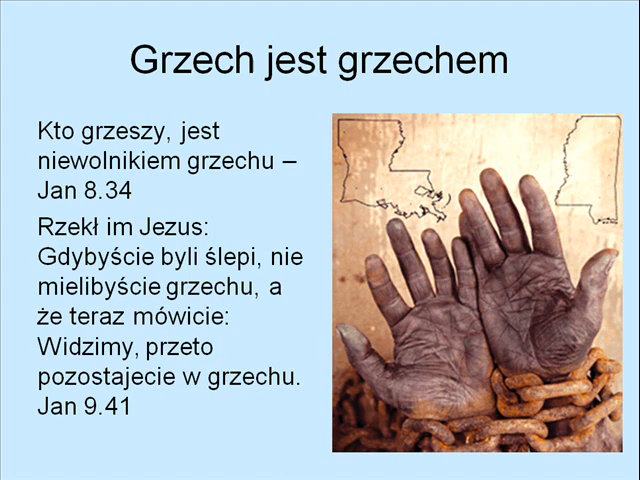 Grzech jest grzechem
Kto grzeszy, jest
niewolnikiem grzechu –
Jan 8.34
Rzekł im Jezus:
Gdybyście byli ślepi, nie
mielibyście grzechu, a
że teraz mówicie:
Widzimy, przeto
pozostajecie w grzechu.
Jan 9.41